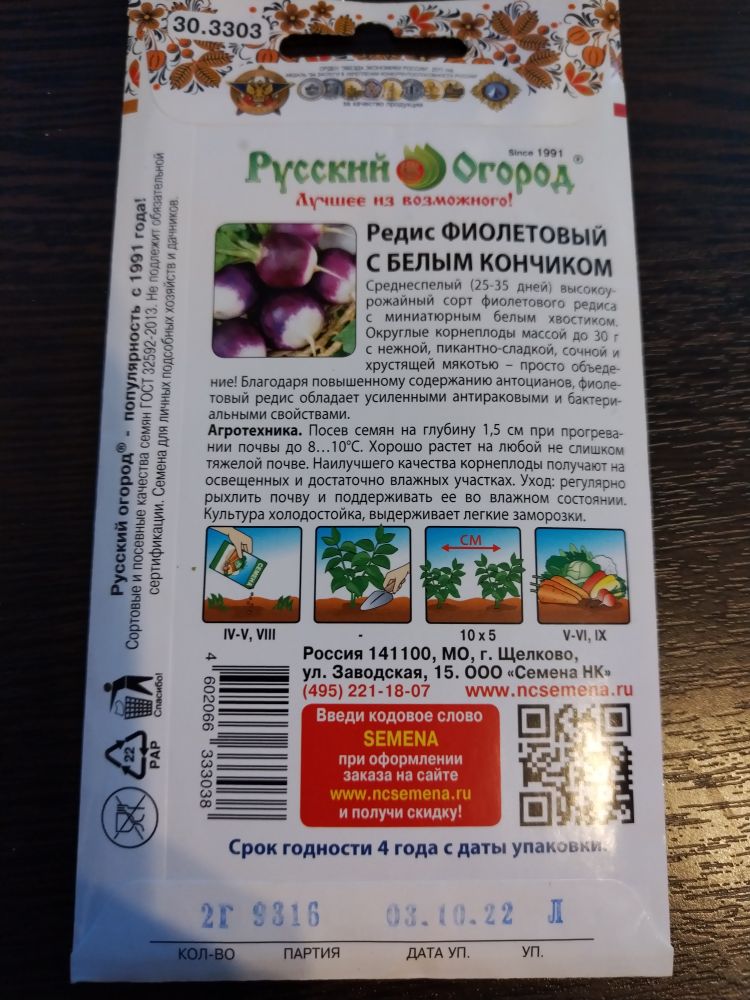 30.3303
ОРДЕН "ЗВЕЗДА ЭКОНОМИКИ РОССИИ"
за качество продукции
Since 1991
Русский Огород®
Лучшее из возможного!
Редис ФИОЛЕТОВЫЙ
С БЕЛЫМ КОНЧИКОМ
Среднеспелый (25-35 дней) высокоу-
рожайный сорт фиолетового редиса
с миниатюрным белым хвостиком.
Округлые корнеплоды массой до 30 г
с нежной, пикантно-сладкой, сочной и
хрустящей мякотью – просто объеде-
ние! Благодаря повышенному содержанию антоцианов, фиоле-
товый редис обладает усиленными антираковыми и бактери-
альными свойствами.
Агротехника. Посев семян на глубину 1,5 см при прогрева-
нии почвы до 8...10°С. Хорошо растет на любой не слишком
тяжелой почве. Наилучшего качества корнеплоды получают на
освещенных и достаточно влажных участках. Уход: регулярно
рыхлить почву и поддерживать ее во влажном состоянии.
Культура холодостойка, выдерживает легкие заморозки.
СЕМЕНА
СМ
IV-V, VIII
-
10 x 5
V-VI, IX
Русский огород® - популярность с 1991 года!
Сортовые и посевные качества семян ГОСТ 32592-2013. Не подлежит обязательной
сертификации. Семена для личных подсобных хозяйств и дачников.
Спасибо!
22
PAP
4 602066 333038
Россия 141100, МО, г. Щелково,
ул. Заводская, 15. ООО «Семена НК»
(495) 221-18-07 www.ncsemena.ru
Введи кодовое слово
SEMENA
при оформлении
заказа на сайте
www.ncsemena.ru
и получи скидку!
Срок годности 4 года с даты упаковки.
2Г 9316 03.10.22 Л
КОЛ-ВО ПАРТИЯ ДАТА УП. УП.